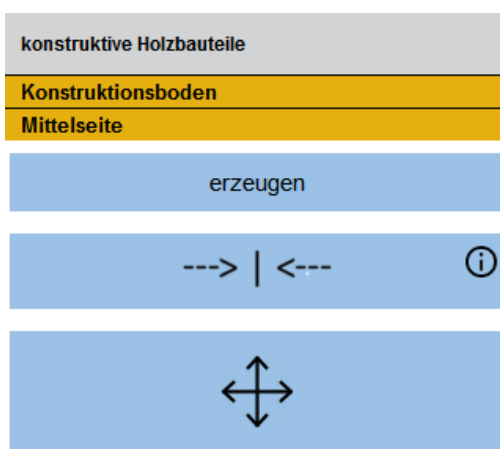 konstruktive Holzbauteile
Konstruktionsboden
Mittelseite
erzeugen
---> | <---